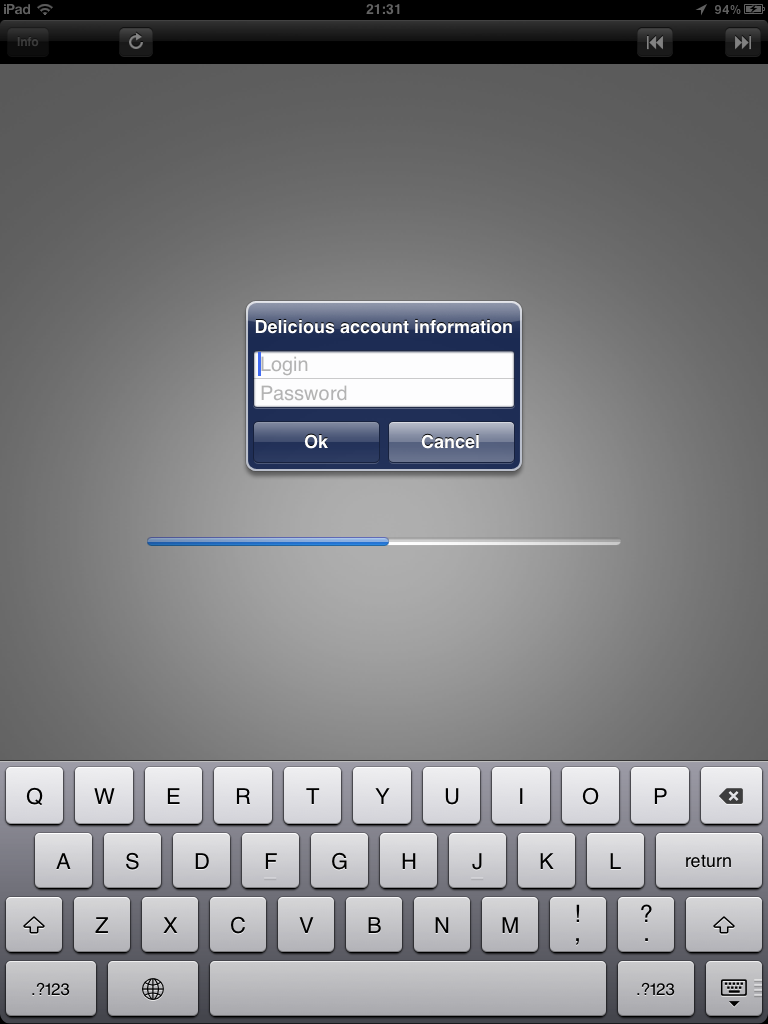 iPad 21:31 94%
Info
Delicious account information
Login
Password
Ok Cancel
Q W E R T Y U I O P
A S D F G H J K L return
Z X C V B N M ! , ? .
.?123 .?123